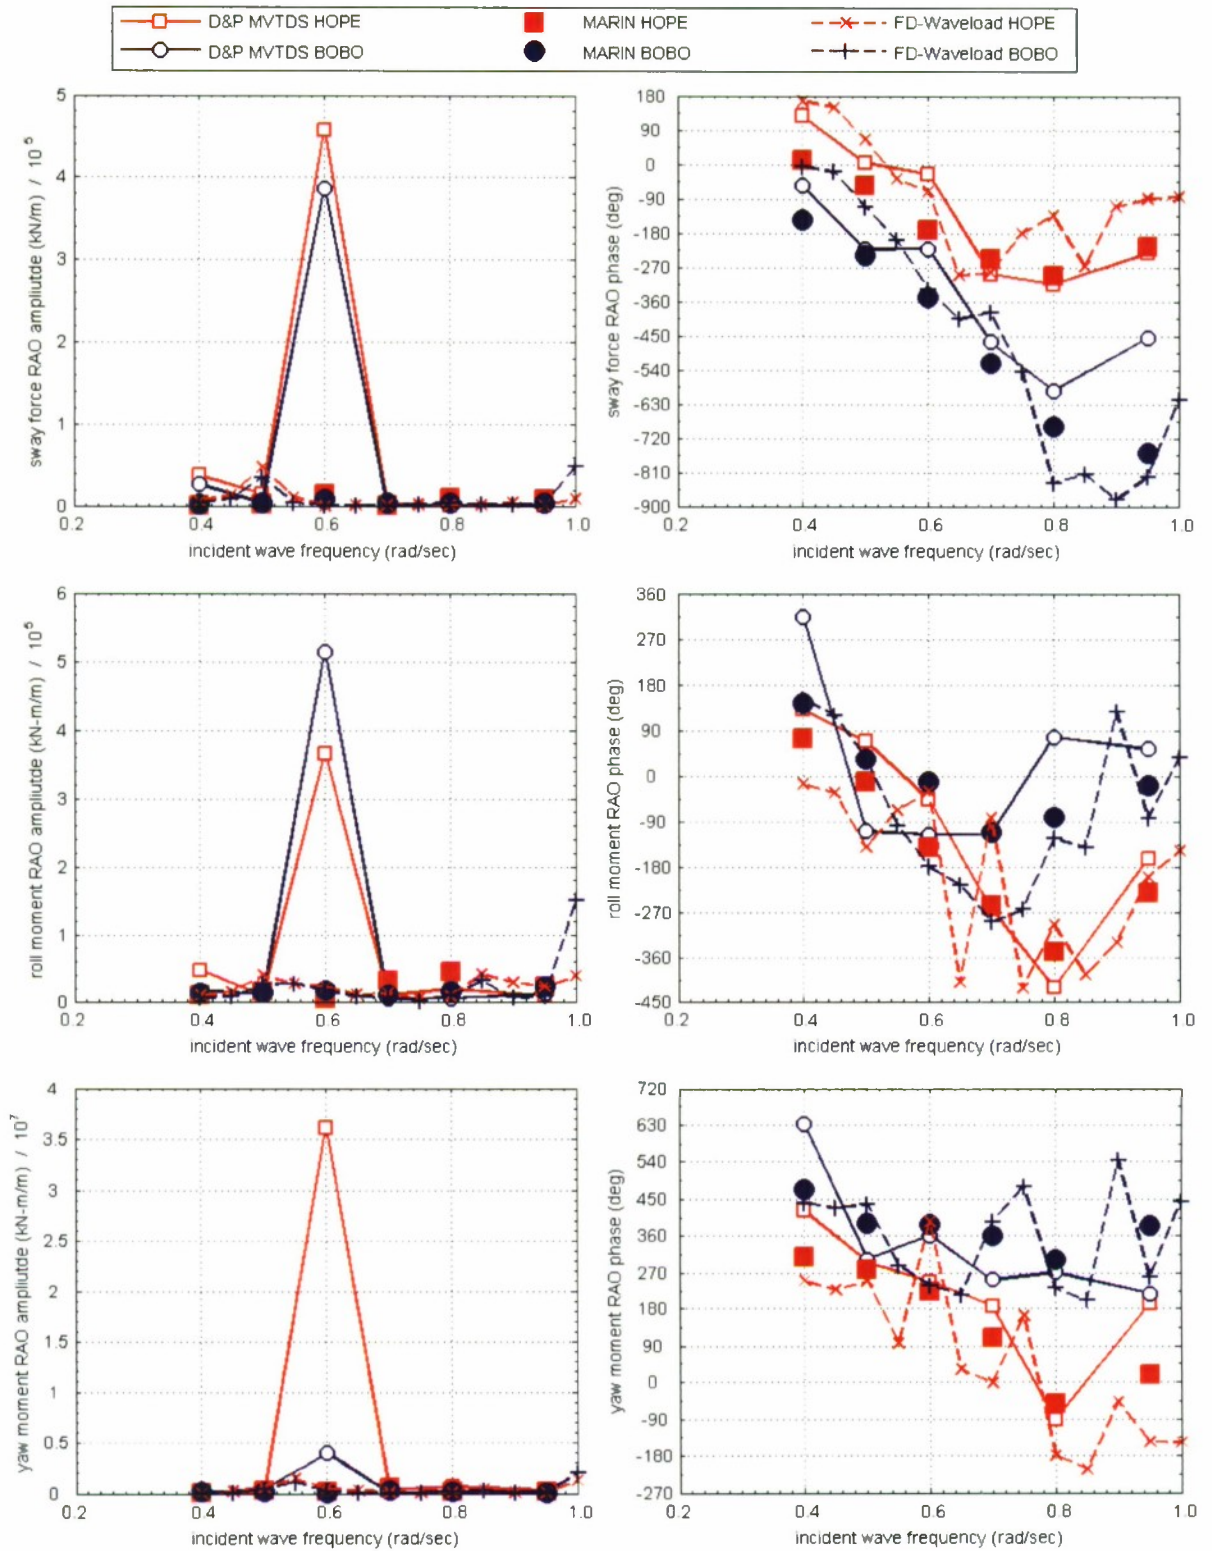 D&P MVTDS HOPE MARIN HOPE FD-Waveload HOPE
D&P MVTDS BOBO MARIN BOBO FD-Waveload BOBO
sway force RAO ampliutde (kN/m) / 10^5
5
4
3
2
1
0
0.2 0.4 0.6 0.8 1.0
incident wave frequency (rad/sec)
sway force RAO phase (deg)
180
90
0
-90
-180
-270
-360
-450
-540
-630
-720
-810
-900
0.2 0.4 0.6 0.8 1.0
incident wave frequency (rad/sec)
roll moment RAO ampliutde (kN-m/m) / 10^5
6
5
4
3
2
1
0
0.2 0.4 0.6 0.8 1.0
incident wave frequency (rad/sec)
roll moment RAO phase (deg)
360
270
180
90
0
-90
-180
-270
-360
-450
0.2 0.4 0.6 0.8 1.0
incident wave frequency (rad/sec)
yaw moment RAO ampliutde (kN-m/m) / 10^7
4
3.5
3
2.5
2
1.5
1
0.5
0
0.2 0.4 0.6 0.8 1.0
incident wave frequency (rad/sec)
yaw moment RAO phase (deg)
720
630
540
450
360
270
180
90
0
-90
-180
-270
0.2 0.4 0.6 0.8 1.0
incident wave frequency (rad/sec)